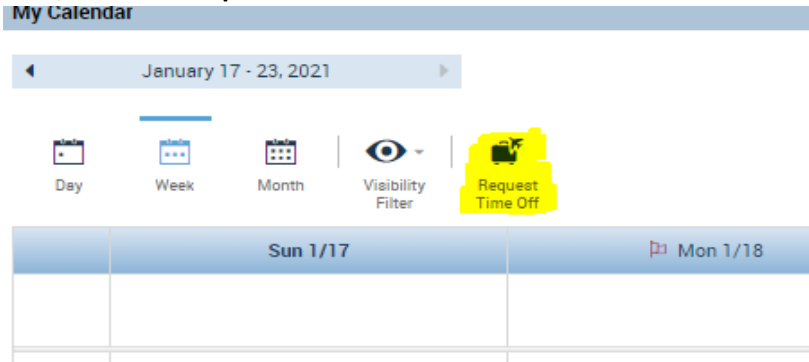 My Calendar
January 17 - 23, 2021
Day Week Month Visibility Filter Request Time Off
Sun 1/17 Mon 1/18